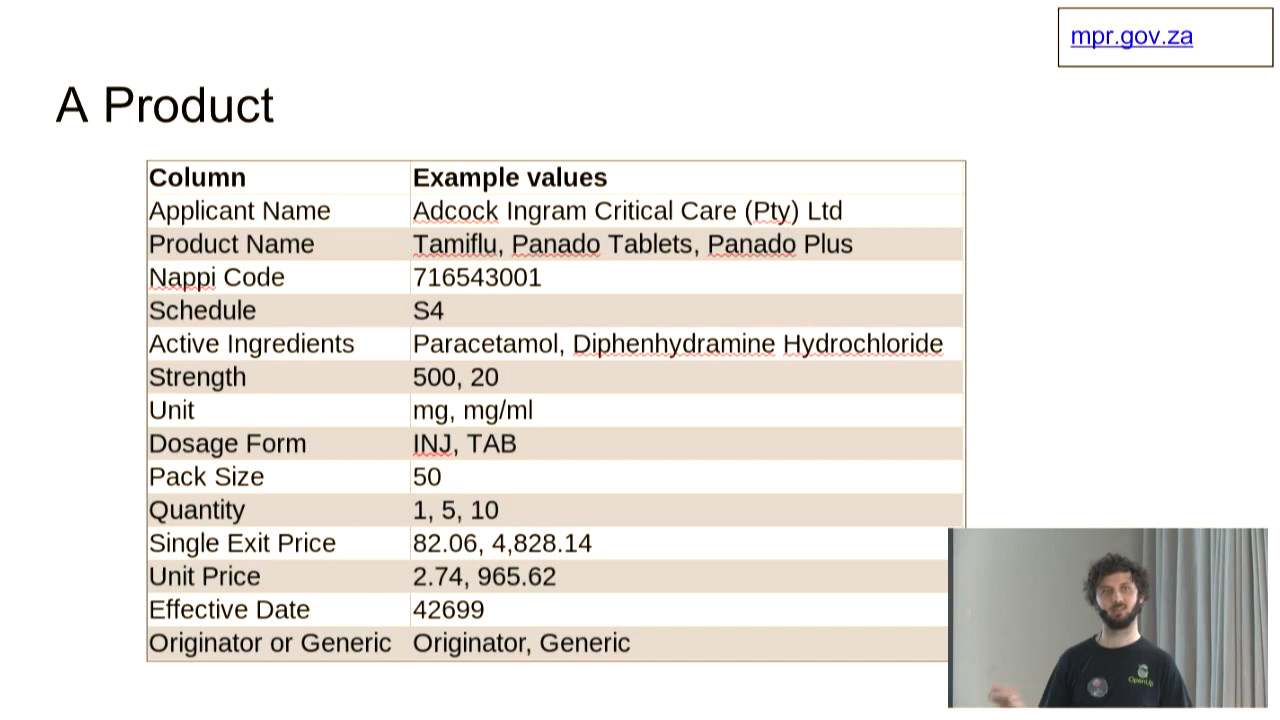 mpr.gov.za
A Product
Column Example values
Applicant Name Adcock Ingram Critical Care (Pty) Ltd
Product Name Tamiflu, Panado Tablets, Panado Plus
Nappi Code 716543001
Schedule S4
Active Ingredients Paracetamol, Diphenhydramine Hydrochloride
Strength 500, 20
Unit mg, mg/ml
Dosage Form INJ, TAB
Pack Size 50
Quantity 1, 5, 10
Single Exit Price 82.06, 4,828.14
Unit Price 2.74, 965.62
Effective Date 42699
Originator or Generic Originator, Generic
OpenUp